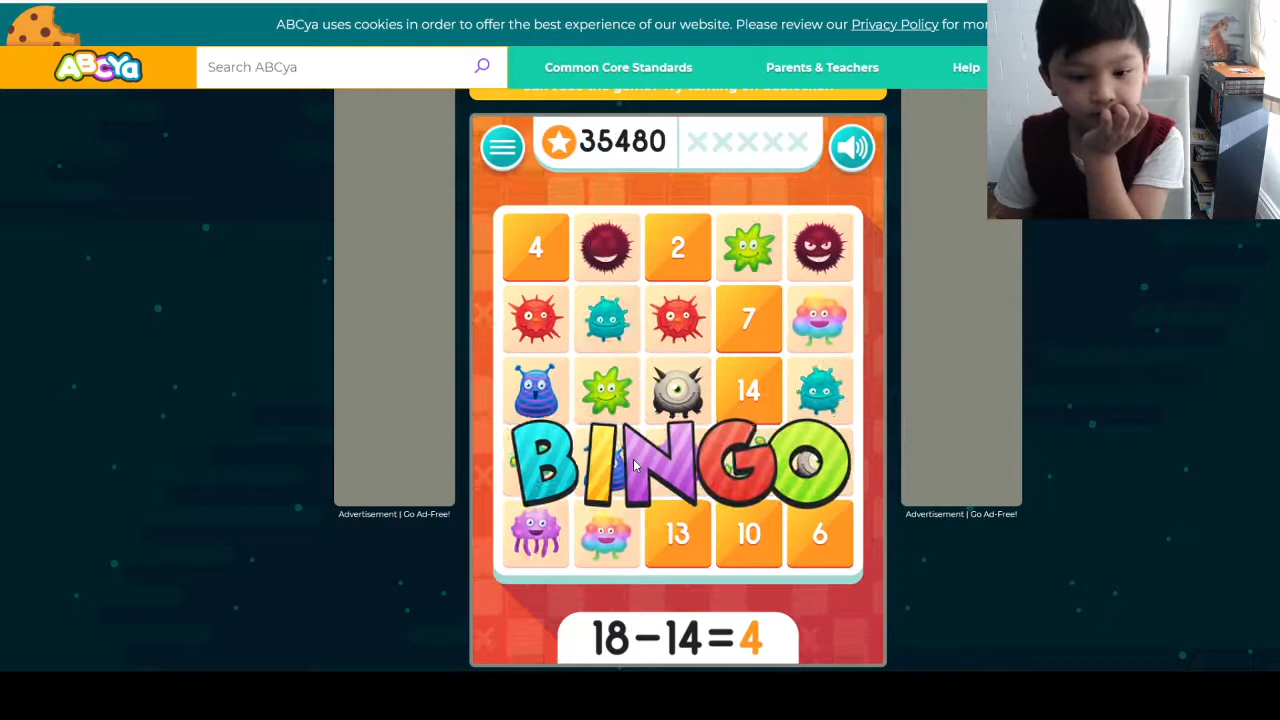 ABCya uses cookies in order to offer the best experience of our website. Please review our Privacy Policy for
ABCYa
Search ABCya
Common Core Standards
Parents & Teachers
Help
35480
4 2
7
14
BINGO
13 10 6
Advertisement | Go Ad-Free!
Advertisement | Go Ad-Free!
18-14=4